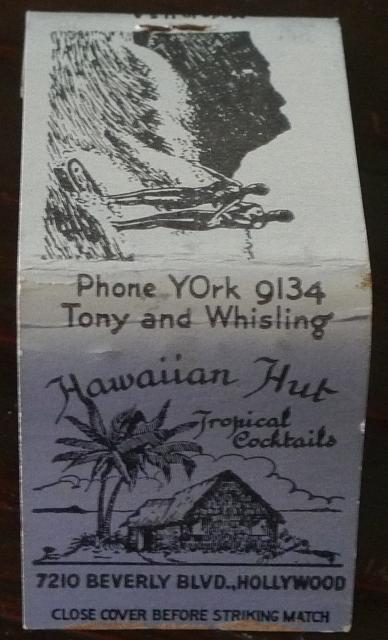 Phone YOrk 9134
Tony and Whisling
Hawaiian Hut
Tropical
Cocktails
7210 BEVERLY BLVD., HOLLYWOOD
CLOSE COVER BEFORE STRIKING MATCH